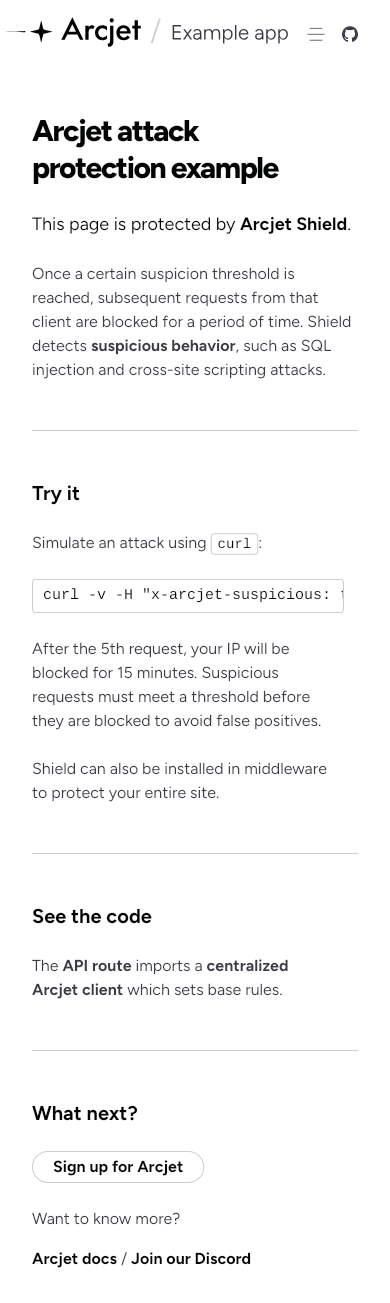 Arcjet / Example app
Arcjet attack
protection example
This page is protected by Arcjet Shield.
Once a certain suspicion threshold is
reached, subsequent requests from that
client are blocked for a period of time. Shield
detects suspicious behavior, such as SQL
injection and cross-site scripting attacks.
Try it
Simulate an attack using curl:
curl -v -H "x-arcjet-suspicious:
After the 5th request, your IP will be
blocked for 15 minutes. Suspicious
requests must meet a threshold before
they are blocked to avoid false positives.
Shield can also be installed in middleware
to protect your entire site.
See the code
The API route imports a centralized
Arcjet client which sets base rules.
What next?
Sign up for Arcjet
Want to know more?
Arcjet docs / Join our Discord